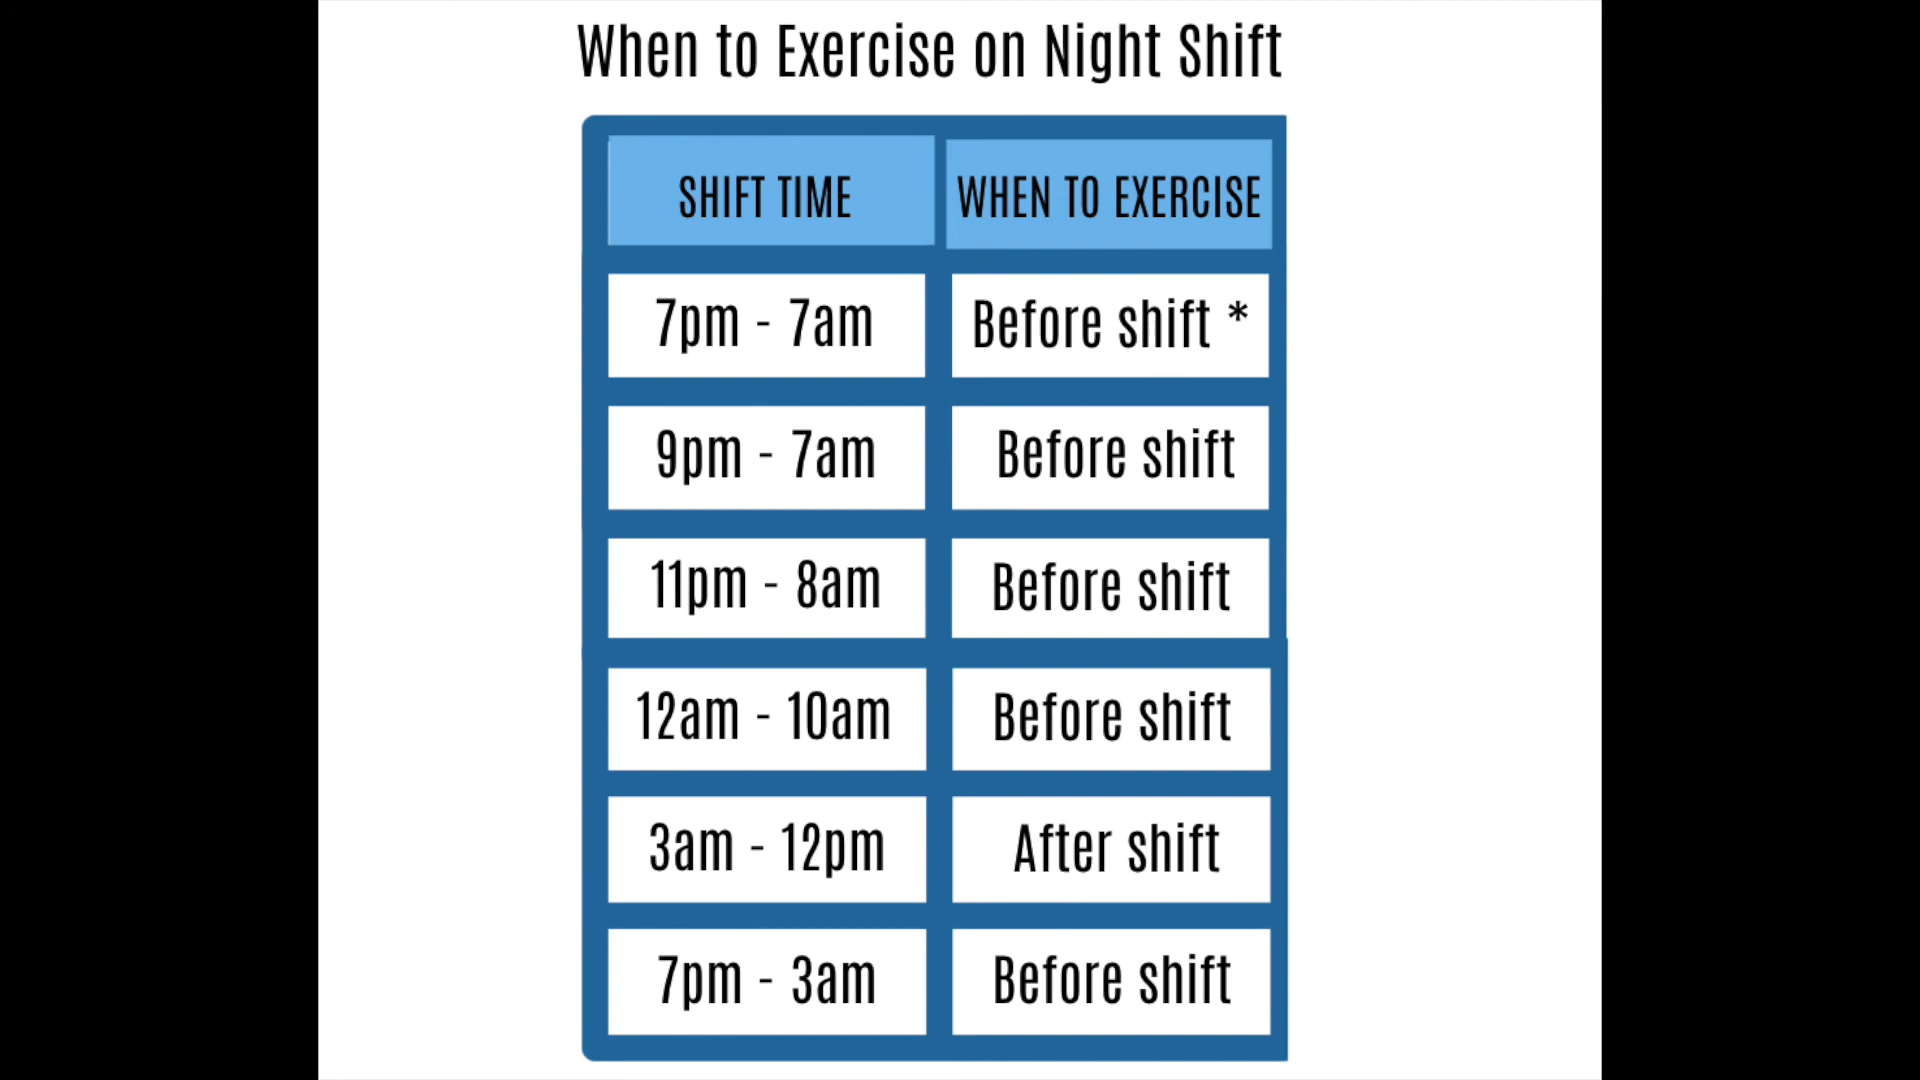 When to Exercise on Night Shift
SHIFT TIME WHEN TO EXERCISE
7pm - 7am Before shift *
9pm - 7am Before shift
11pm - 8am Before shift
12am - 10am Before shift
3am - 12pm After shift
7pm - 3am Before shift